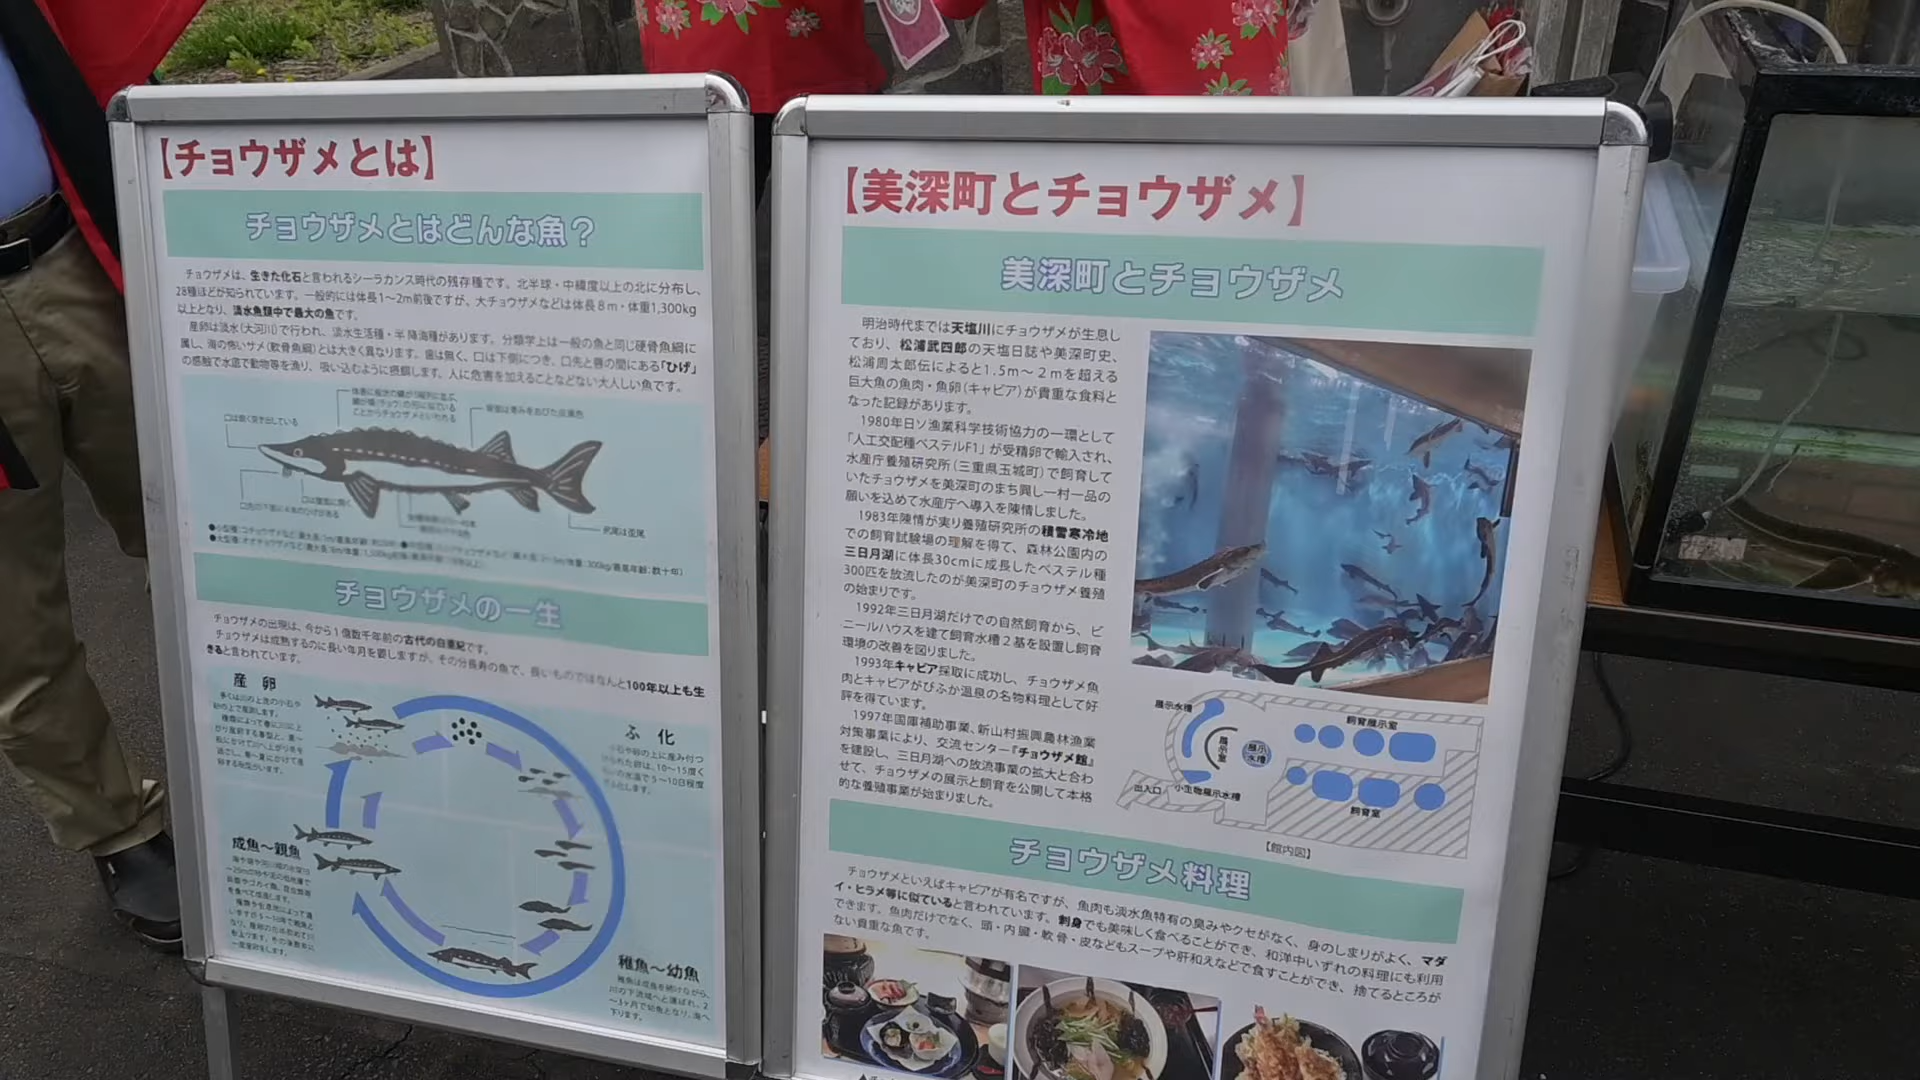 【チョウザメとは】
チョウザメとはどんな魚？
チョウザメは、生きた化石と言われるシーラカンス時代の残存種です。北半球・中緯度以上の北に分布し、
28種ほどが知られています。一般的には体長1～2m前後ですが、大チョウザメなどは体長８m・体重1,300kg
以上となり、淡水魚類中で最大の魚です。
産卵は淡水(大河川)で行われ、淡水生活種・半降海種があります。分類学上は一般の魚と同じ硬骨魚綱に
属し、海の怖いサメ(軟骨魚綱)とは大きく異なります。歯は無く、口は下側につき、口先と唇の間にある「ひげ」
の感触で水底で動物等を漁り、吸い込むように摂餌します。人に危害を加えることなどない大人しい魚です。
チョウザメの一生
チョウザメの出現は、今から１億数千年前の古代の白亜紀です。
チョウザメは成熟するのに長い年月を要しますが、その分長寿の魚で、長いものではなんと100年以上も生
きると言われています。
産 卵
ふ 化
成魚～親魚
稚魚～幼魚
【美深町とチョウザメ】
美深町とチョウザメ
明治時代までは天塩川にチョウザメが生息し
ており、松浦武四郎の天塩日誌や美深町史、
松浦周太郎伝によると1.5m～２mを超える
巨大魚の魚肉・魚卵(キャビア)が貴重な食料と
なった記録があります。
1980年日ソ漁業科学技術協力の一環として
「人工交配種ベステルF1」が受精卵で輸入され、
水産庁養殖研究所(三重県玉城町)で飼育して
いたチョウザメを美深町のまち興し一村一品の
願いを込めて水産庁へ導入を陳情しました。
1983年陳情が実り養殖研究所の積雪寒冷地
での飼育試験場の理解を得て、森林公園内の
三日月湖に体長30cmに成長したベステル種
300匹を放流したのが美深町のチョウザメ養殖
の始まりです。
1992年三日月湖だけでの自然飼育から、ビ
ニールハウスを建て飼育水槽２基を設置し飼育
環境の改善を図りました。
1993年キャビア採取に成功し、チョウザメ魚
肉とキャビアがびふか温泉の名物料理として好
評を得ています。
1997年国庫補助事業、新山村振興農林漁業
対策事業により、交流センター『チョウザメ館』
を建設し、三日月湖への放流事業の拡大と合わ
せて、チョウザメの展示と飼育を公開して本格
的な養殖事業が始まりました。
展示水槽
展示室
展示水槽
飼育展示室
出入口
小生物展示水槽
飼育室
【館内図】
チョウザメ料理
チョウザメといえばキャビアが有名ですが、魚肉も淡水魚特有の臭みやクセがなく、身のしまりがよく、マダ
イ・ヒラメ等に似ていると言われています。刺身でも美味しく食べることができ、和洋中いずれの料理にも利用
できます。魚肉だけでなく、頭・内臓・軟骨・皮などもスープや肝和えなどで食すことができ、捨てるところが
ない貴重な魚です。